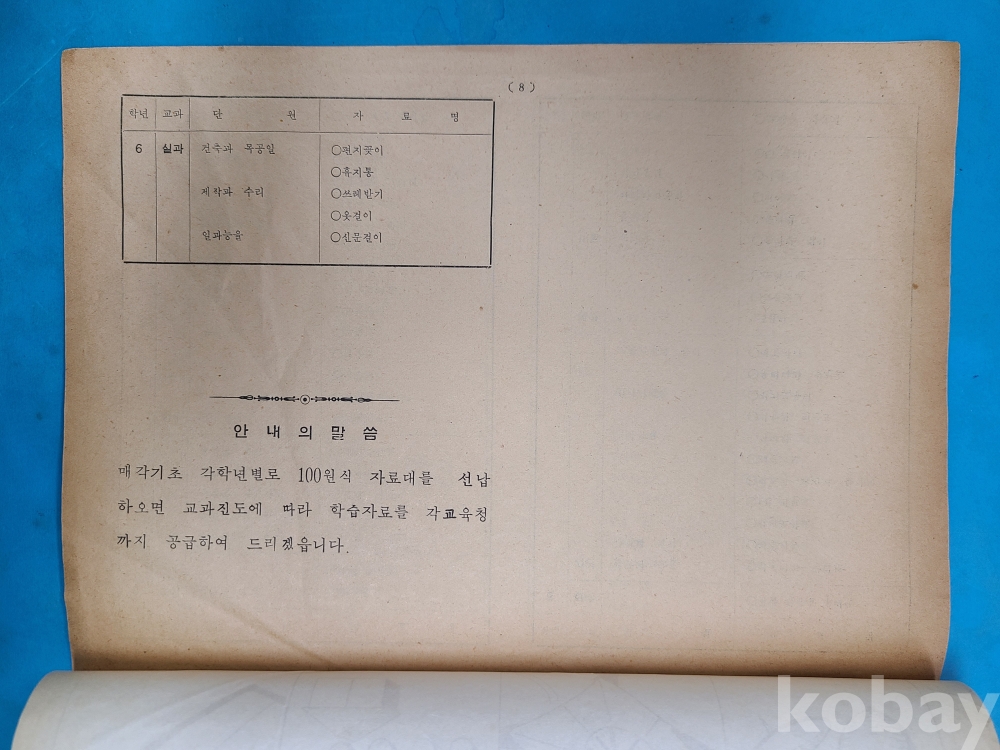 ( 8 )
학년 교과 단 원 자 료 명
6 실과 건축과 목공일 ○편지꽂이
○휴지통
제작과 수리 ○쓰레받기
○옷걸이
일과능율 ○신문걸이
안 내 의 말 씀
매각기초 각학년별로 100원식 자료대를 선납
하오면 교과진도에 따라 학습자료를 각교육청
까지 공급하여 드리겠읍니다.
kobay